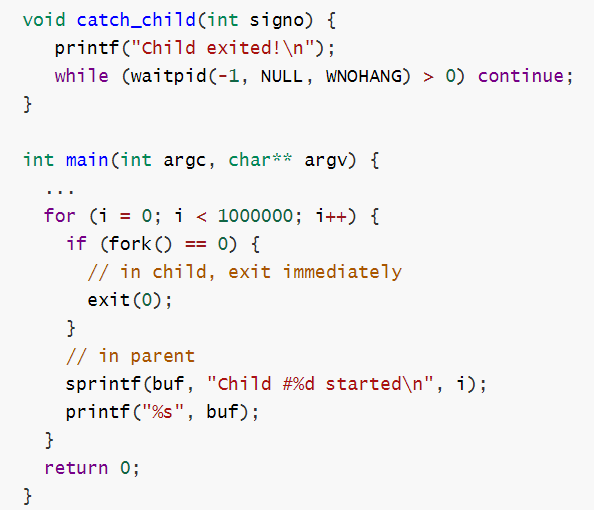 void catch_child(int signo) {
   printf("Child exited!\n");
   while (waitpid(-1, NULL, WNOHANG) > 0) continue;
}

int main(int argc, char** argv) {
  ...
  for (i = 0; i < 1000000; i++) {
    if (fork() == 0) {
      // in child, exit immediately
      exit(0);
    }
    // in parent
    sprintf(buf, "Child #%d started\n", i);
    printf("%s", buf);
  }
  return 0;
}